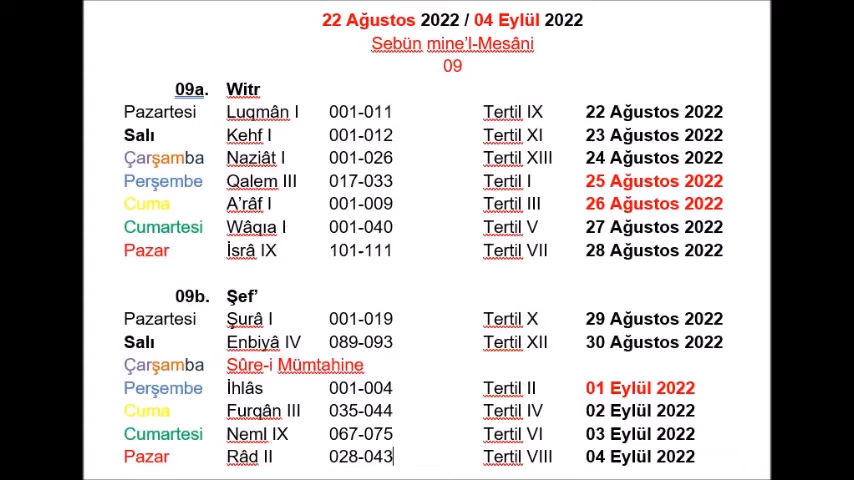 22 Ağustos 2022 / 04 Eylül 2022
Sebün mine’l-Mesâni
09
09a. Witr
Pazartesi Luqmân I 001-011 Tertil IX 22 Ağustos 2022
Salı Kehf I 001-012 Tertil XI 23 Ağustos 2022
Çarşamba Naziât I 001-026 Tertil XIII 24 Ağustos 2022
Perşembe Qalem III 017-033 Tertil I 25 Ağustos 2022
Cuma A’râf I 001-009 Tertil III 26 Ağustos 2022
Cumartesi Wâqıa I 001-040 Tertil V 27 Ağustos 2022
Pazar İsrâ IX 101-111 Tertil VII 28 Ağustos 2022
09b. Şef’
Pazartesi Şurâ I 001-019 Tertil X 29 Ağustos 2022
Salı Enbiyâ IV 089-093 Tertil XII 30 Ağustos 2022
Çarşamba Sûre-i Mümtahine
Perşembe İhlâs 001-004 Tertil II 01 Eylül 2022
Cuma Furqân III 035-044 Tertil IV 02 Eylül 2022
Cumartesi Neml IX 067-075 Tertil VI 03 Eylül 2022
Pazar Râd II 028-043 Tertil VIII 04 Eylül 2022